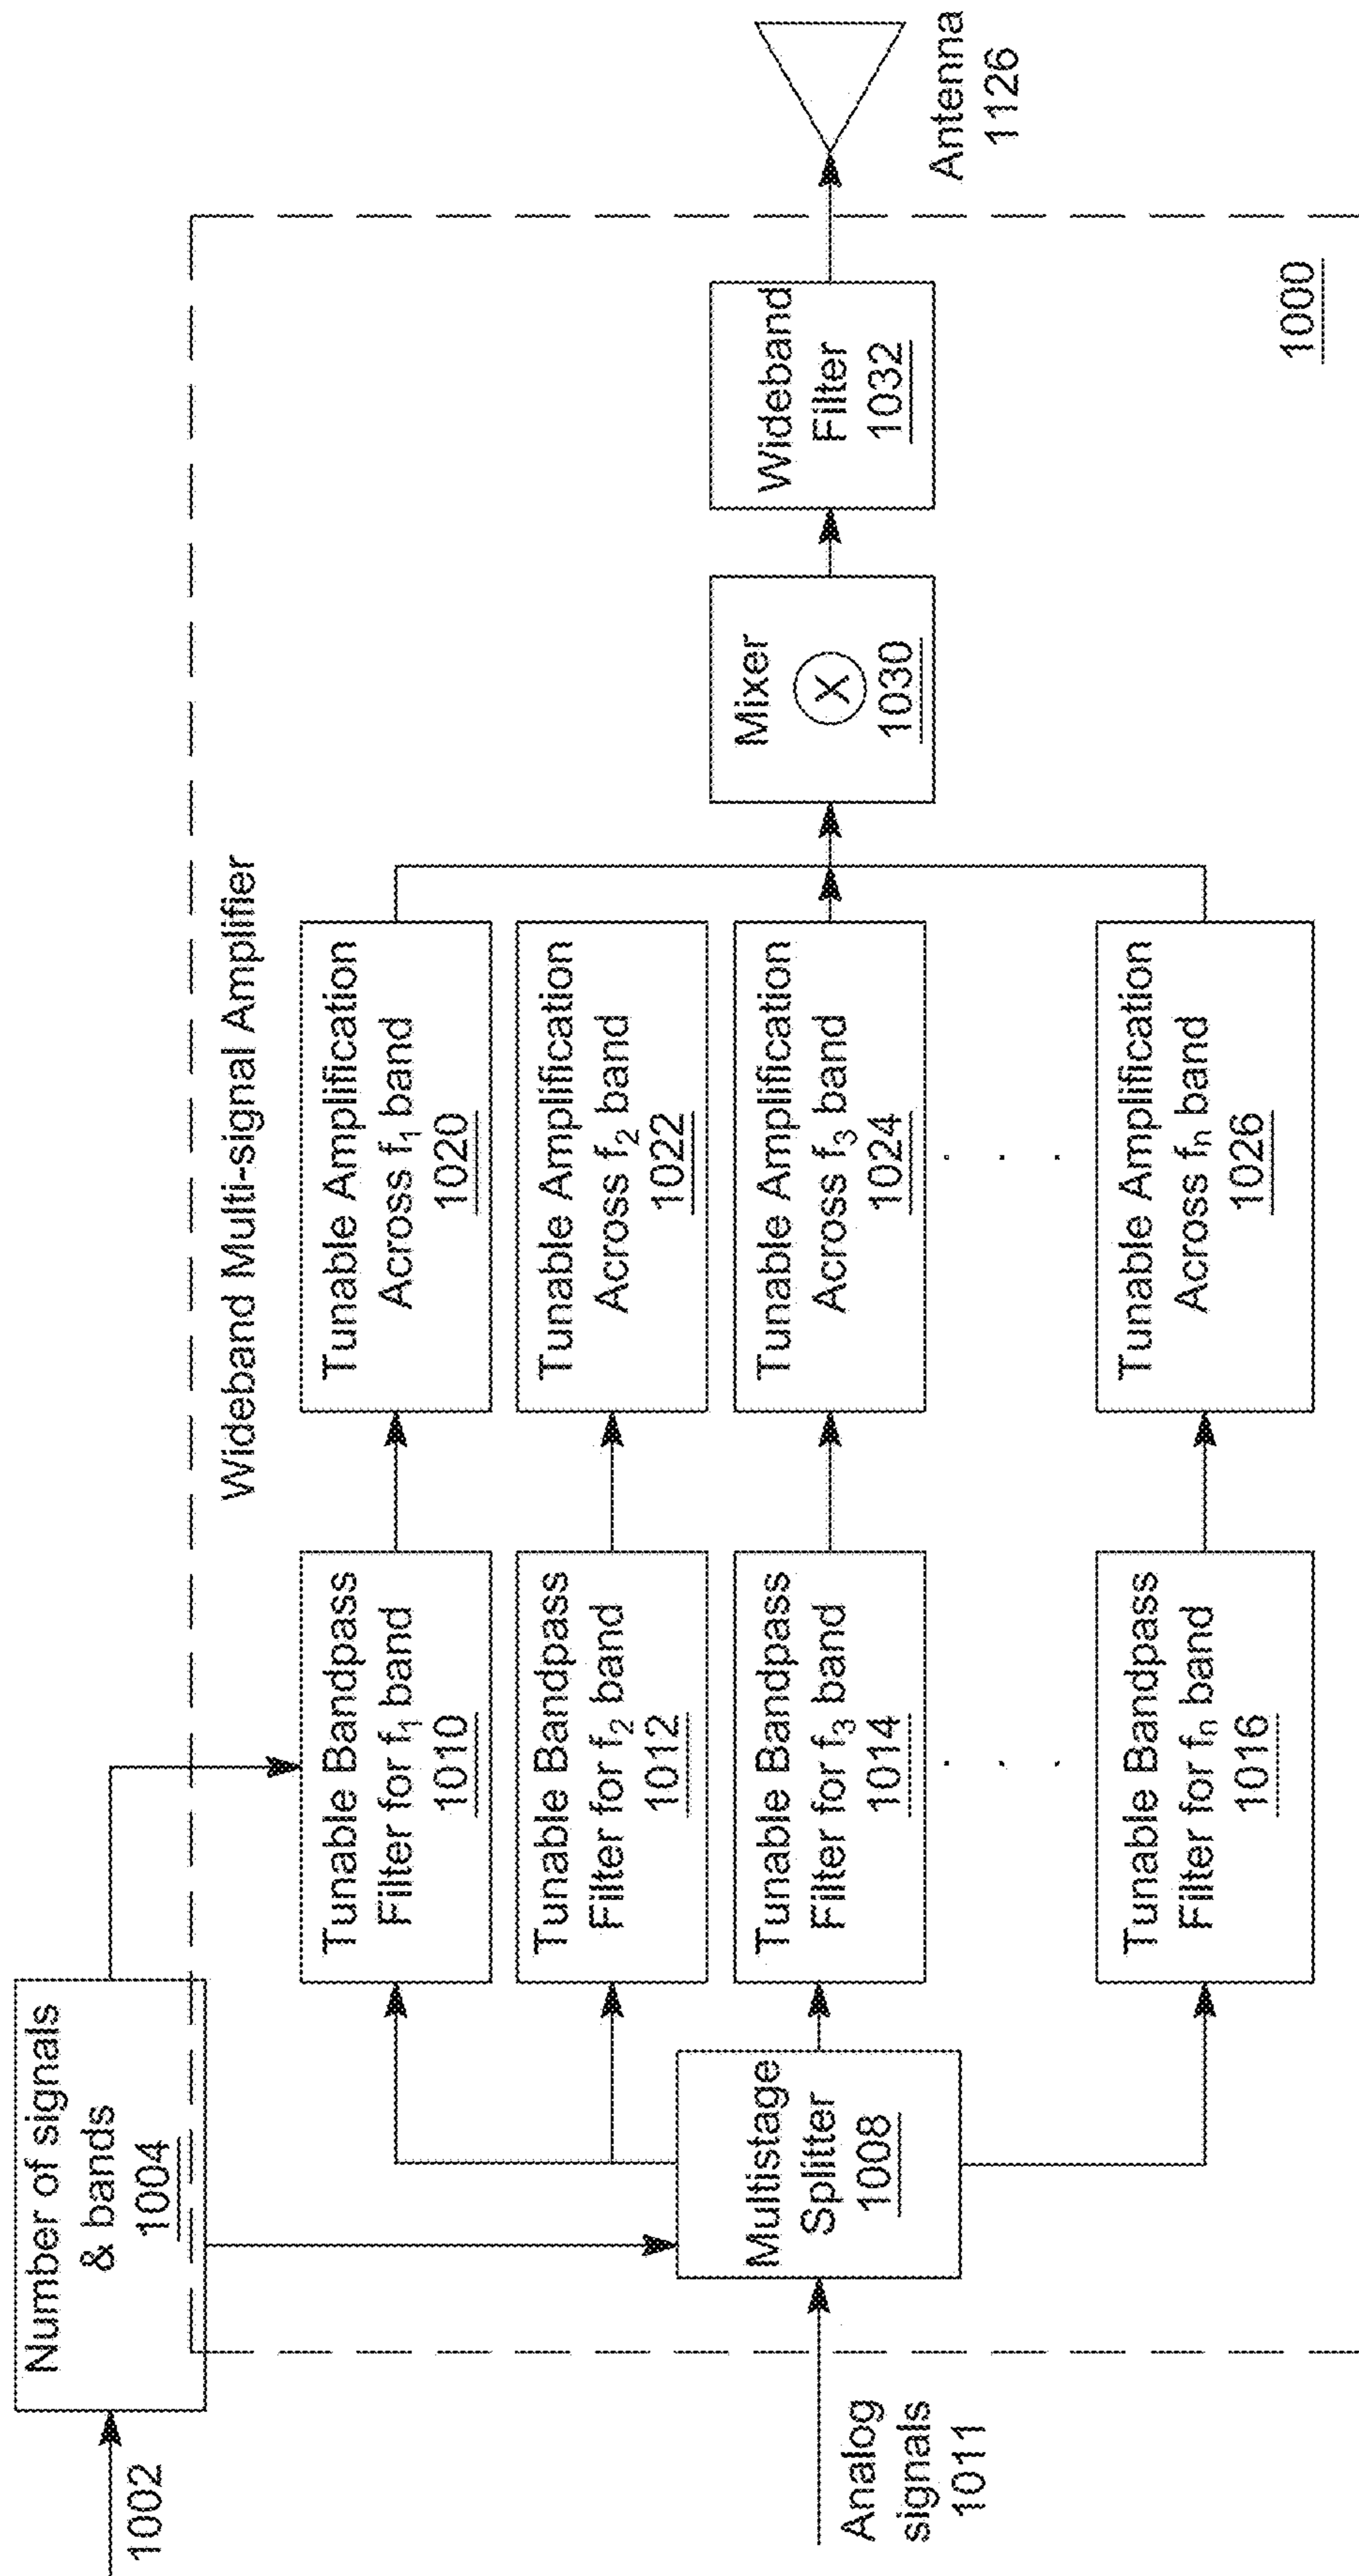 1002
Number of signals
& bands
1004
Wideband Multi-signal Amplifier
Analog
signals
1011
Multistage
Splitter
1008
Tunable Bandpass
Filter for f₁ band
1010
Tunable Amplification
Across f₁ band
1020
Tunable Bandpass
Filter for f₂ band
1012
Tunable Amplification
Across f₂ band
1022
Tunable Bandpass
Filter for f₃ band
1014
Tunable Amplification
Across f₃ band
1024
. . .
. . .
Tunable Bandpass
Filter for fₙ band
1016
Tunable Amplification
Across fₙ band
1026
Mixer
X
1030
Wideband
Filter
1032
Antenna
1126
1000